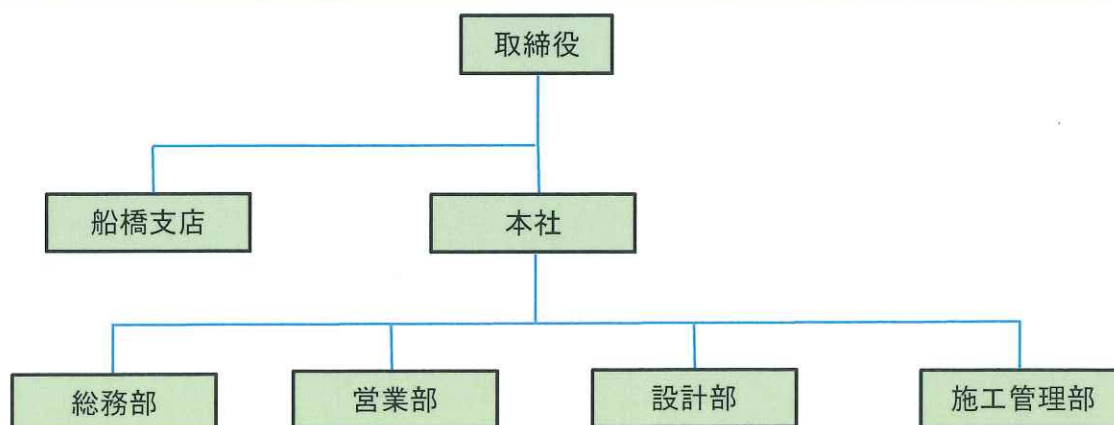 取締役
船橋支店
本社
総務部
営業部
設計部
施工管理部